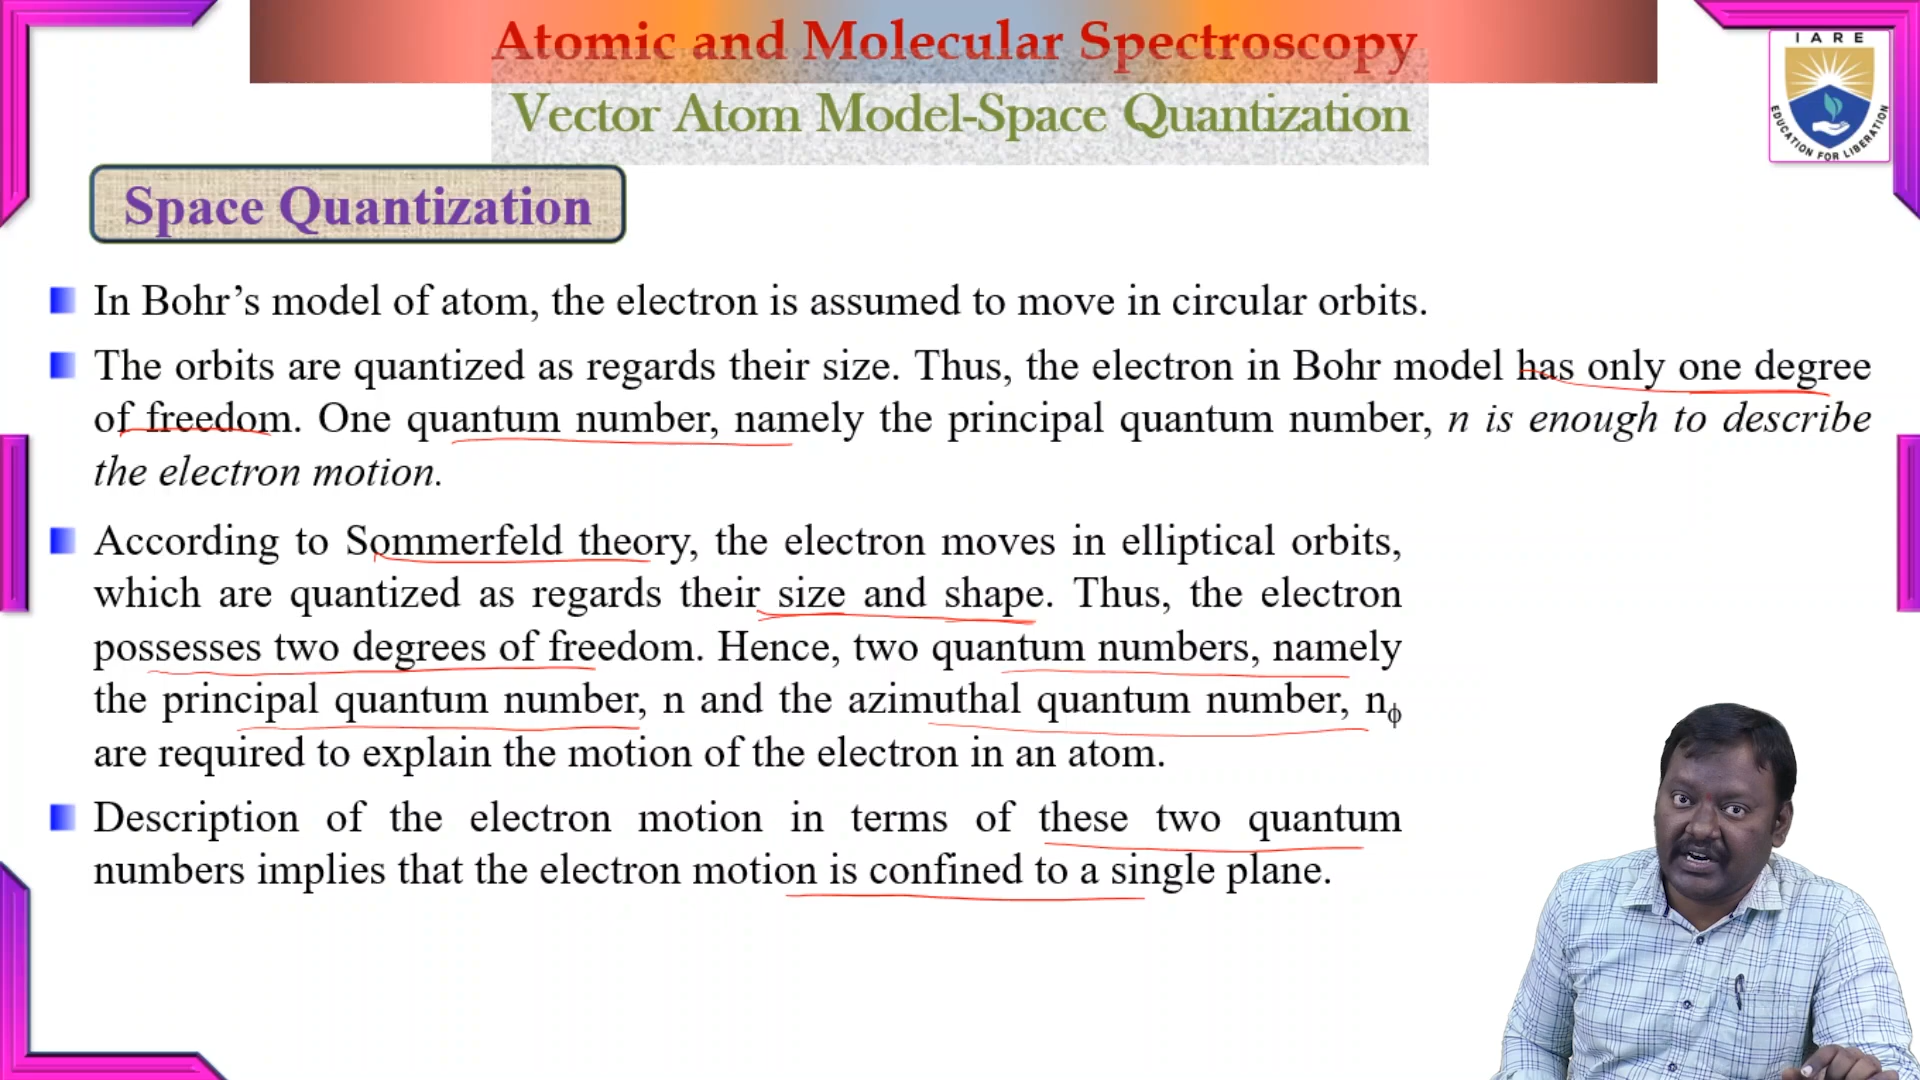 Atomic and Molecular Spectroscopy
Vector Atom Model-Space Quantization
I A R E
EDUCATION FOR LIBERATION
Space Quantization
In Bohr’s model of atom, the electron is assumed to move in circular orbits.
The orbits are quantized as regards their size. Thus, the electron in Bohr model has only one degree
of freedom. One quantum number, namely the principal quantum number, n is enough to describe
the electron motion.
According to Sommerfeld theory, the electron moves in elliptical orbits,
which are quantized as regards their size and shape. Thus, the electron
possesses two degrees of freedom. Hence, two quantum numbers, namely
the principal quantum number, n and the azimuthal quantum number, nϕ
are required to explain the motion of the electron in an atom.
Description of the electron motion in terms of these two quantum
numbers implies that the electron motion is confined to a single plane.